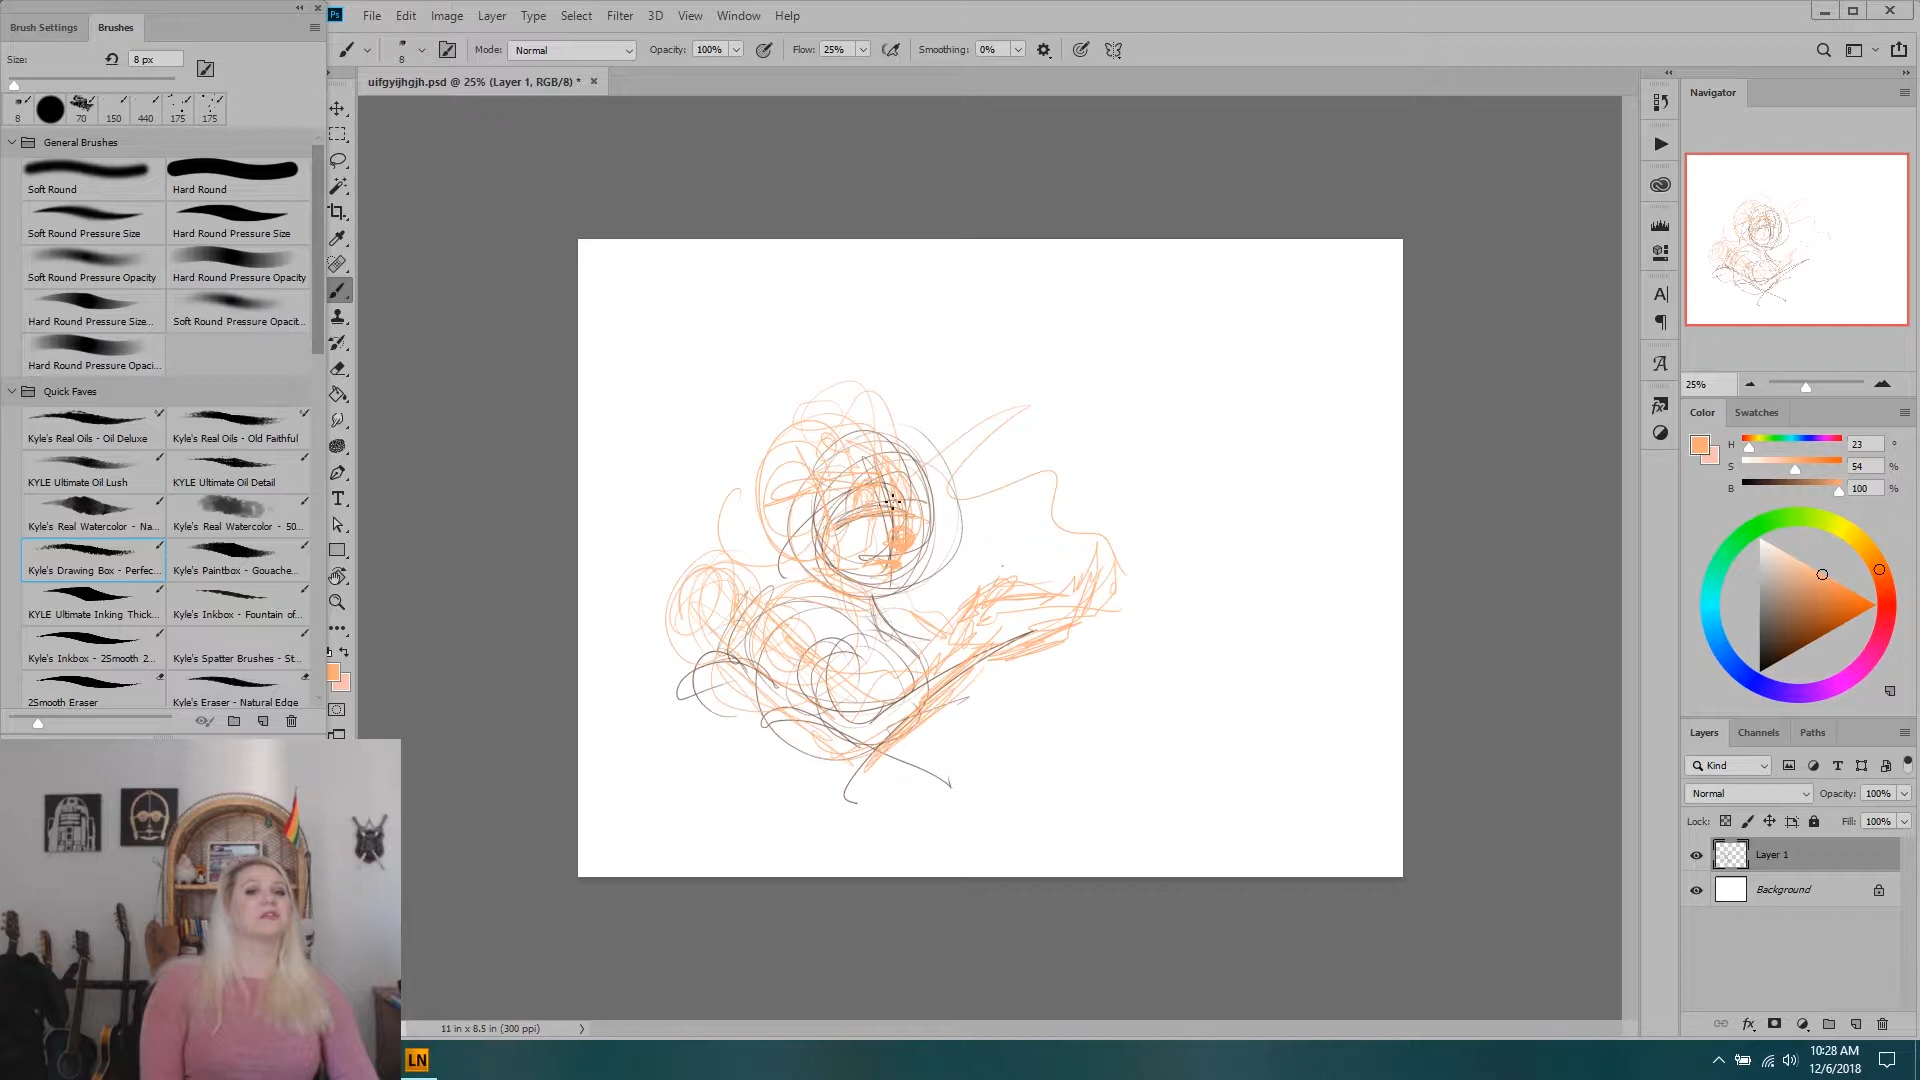 Brush Settings
Brushes
Ps
File Edit Image Layer Type Select Filter 3D View Window Help
8
Mode: Normal
Opacity: 100%
Flow: 25%
Smoothing: 0%
Size:
8 px
uifgyijhgjh.psd @ 25% (Layer 1, RGB/8) *
8 70 150 440 175 175
General Brushes
Soft Round
Hard Round
Soft Round Pressure Size
Hard Round Pressure Size
Soft Round Pressure Opacity
Hard Round Pressure Opacity
Hard Round Pressure Size...
Soft Round Pressure Opacit...
Hard Round Pressure Opaci...
Quick Faves
Kyle's Real Oils - Oil Deluxe
Kyle's Real Oils - Old Faithful
KYLE Ultimate Oil Lush
KYLE Ultimate Oil Detail
Kyle's Real Watercolor - Na...
Kyle's Real Watercolor - 50...
Kyle's Drawing Box - Perfec...
Kyle's Paintbox - Gouache...
KYLE Ultimate Inking Thick...
Kyle's Inkbox - Fountain of...
Kyle's Inkbox - 2Smooth 2...
Kyle's Spatter Brushes - St...
2Smooth Eraser
Kyle's Eraser - Natural Edge
Navigator
25%
Color
Swatches
H 23 °
S 54 %
B 100 %
Layers
Channels
Paths
Kind
Normal
Opacity: 100%
Lock:
Fill: 100%
Layer 1
Background
11 in x 8.5 in (300 ppi)
LN
10:28 AM
12/6/2018